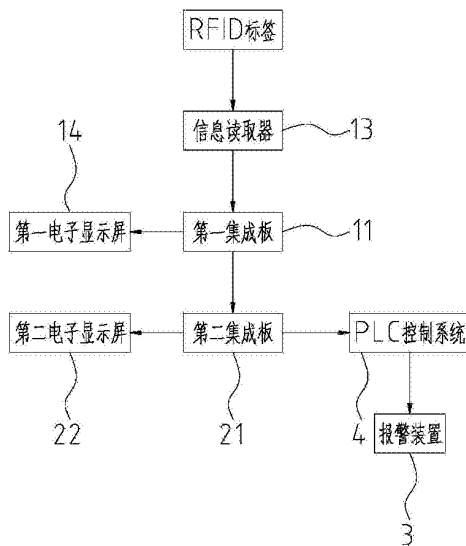 RFID标签
信息读取器
13
14
第一电子显示屏
第一集成板
11
第二电子显示屏
第二集成板
PLC控制系统
22
21
4
报警装置
3